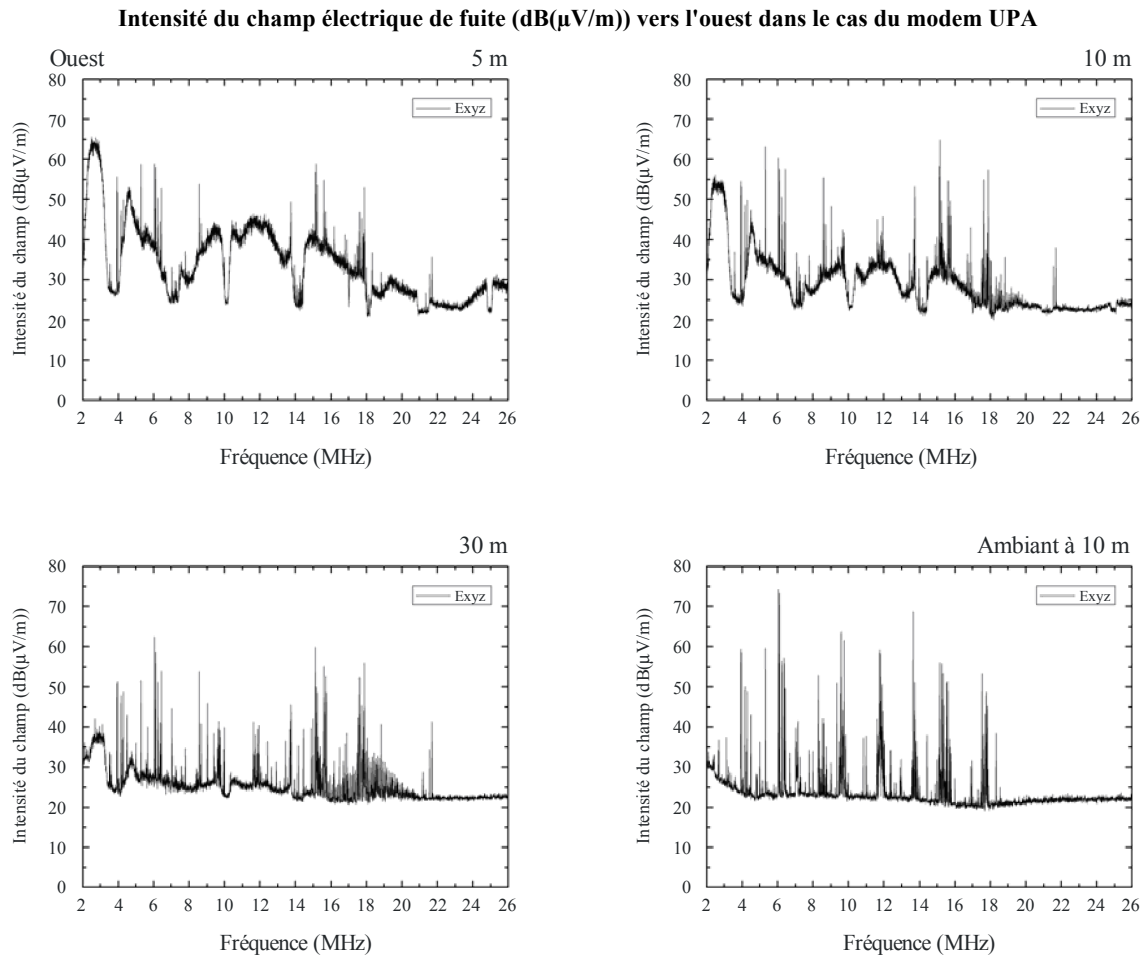 Intensité du champ électrique de fuite (dB(µV/m)) vers l'ouest dans le cas du modem UPA
Ouest 5 m
Intensité du champ (dB(µV/m))
80
70
60
50
40
30
20
10
0
Exyz
2 4 6 8 10 12 14 16 18 20 22 24 26
Fréquence (MHz)
10 m
Intensité du champ (dB(µV/m))
80
70
60
50
40
30
20
10
0
Exyz
2 4 6 8 10 12 14 16 18 20 22 24 26
Fréquence (MHz)
30 m
Intensité du champ (dB(µV/m))
80
70
60
50
40
30
20
10
0
Exyz
2 4 6 8 10 12 14 16 18 20 22 24 26
Fréquence (MHz)
Ambiant à 10 m
Intensité du champ (dB(µV/m))
80
70
60
50
40
30
20
10
0
Exyz
2 4 6 8 10 12 14 16 18 20 22 24 26
Fréquence (MHz)